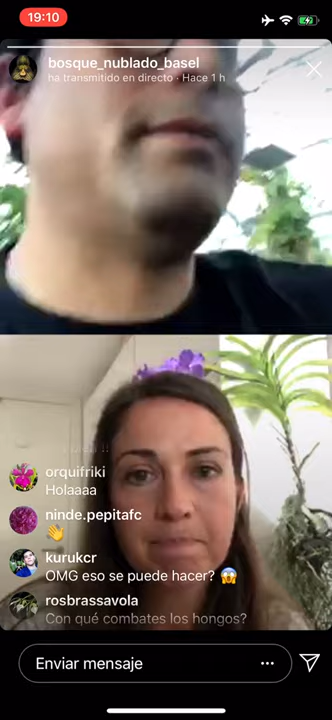 19:10
bosque_nublado_basel
ha transmitido en directo · Hace 1 h
orquifriki
Holaaaa
ninde.pepitafc
👋
kurukcr
OMG eso se puede hacer? 😱
rosbrassavola
Con qué combates los hongos?
Enviar mensaje